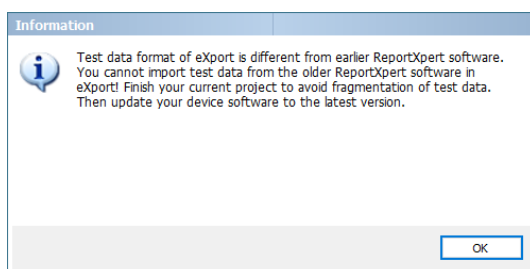 Information
Test data format of eXport is different from earlier ReportXpert software.
You cannot import test data from the older ReportXpert software in
eXport! Finish your current project to avoid fragmentation of test data.
Then update your device software to the latest version.
OK